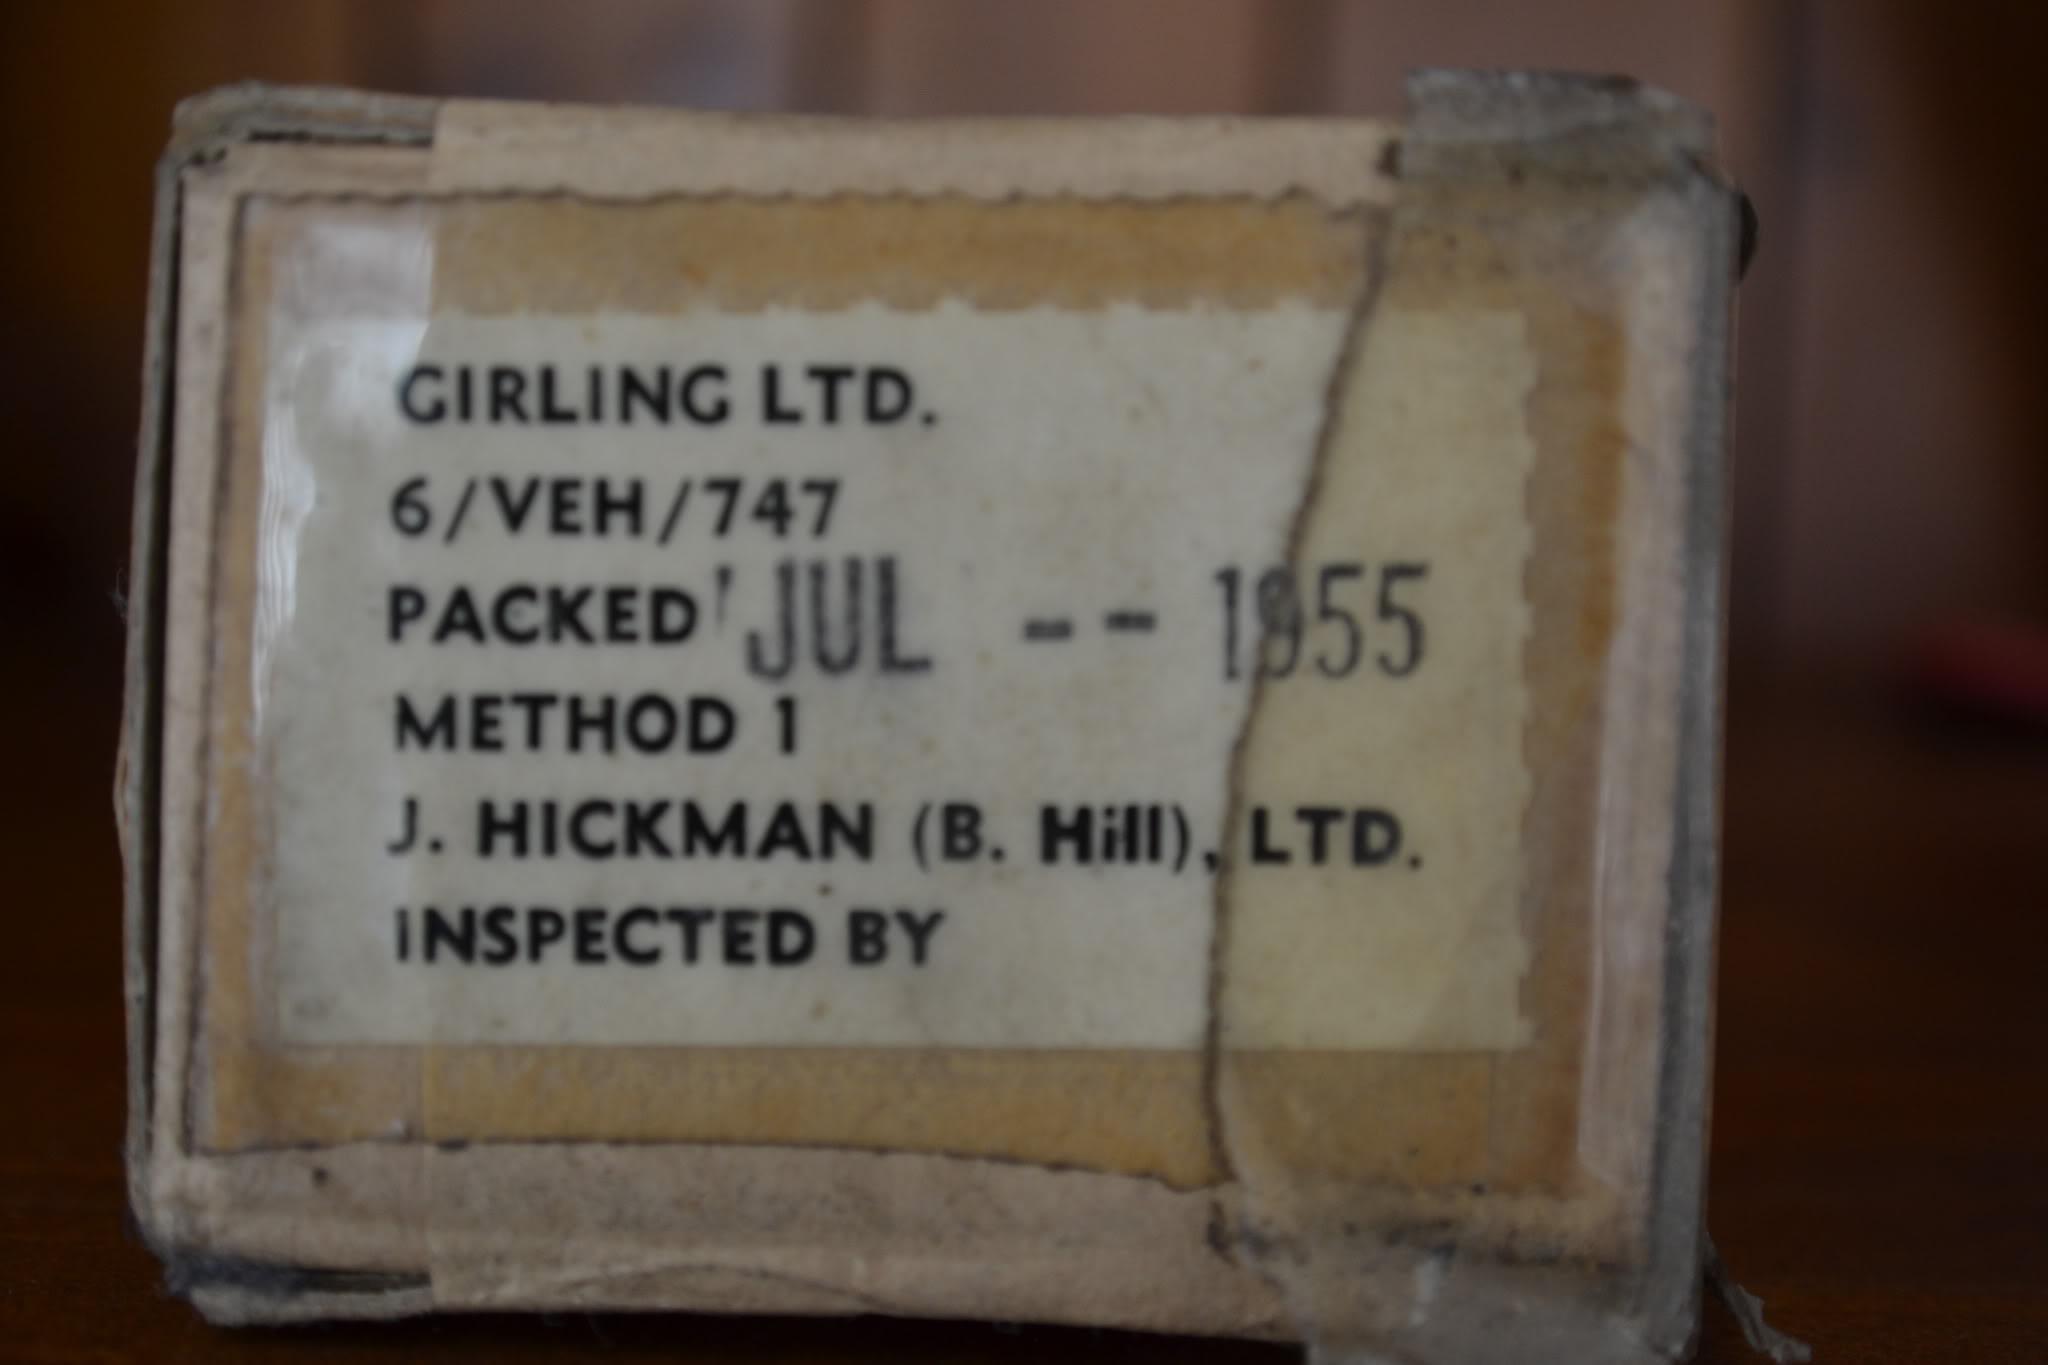 GIRLING LTD.
6/VEH/747
PACKED JUL -- 1955
METHOD 1
J. HICKMAN (B. Hill), LTD.
INSPECTED BY